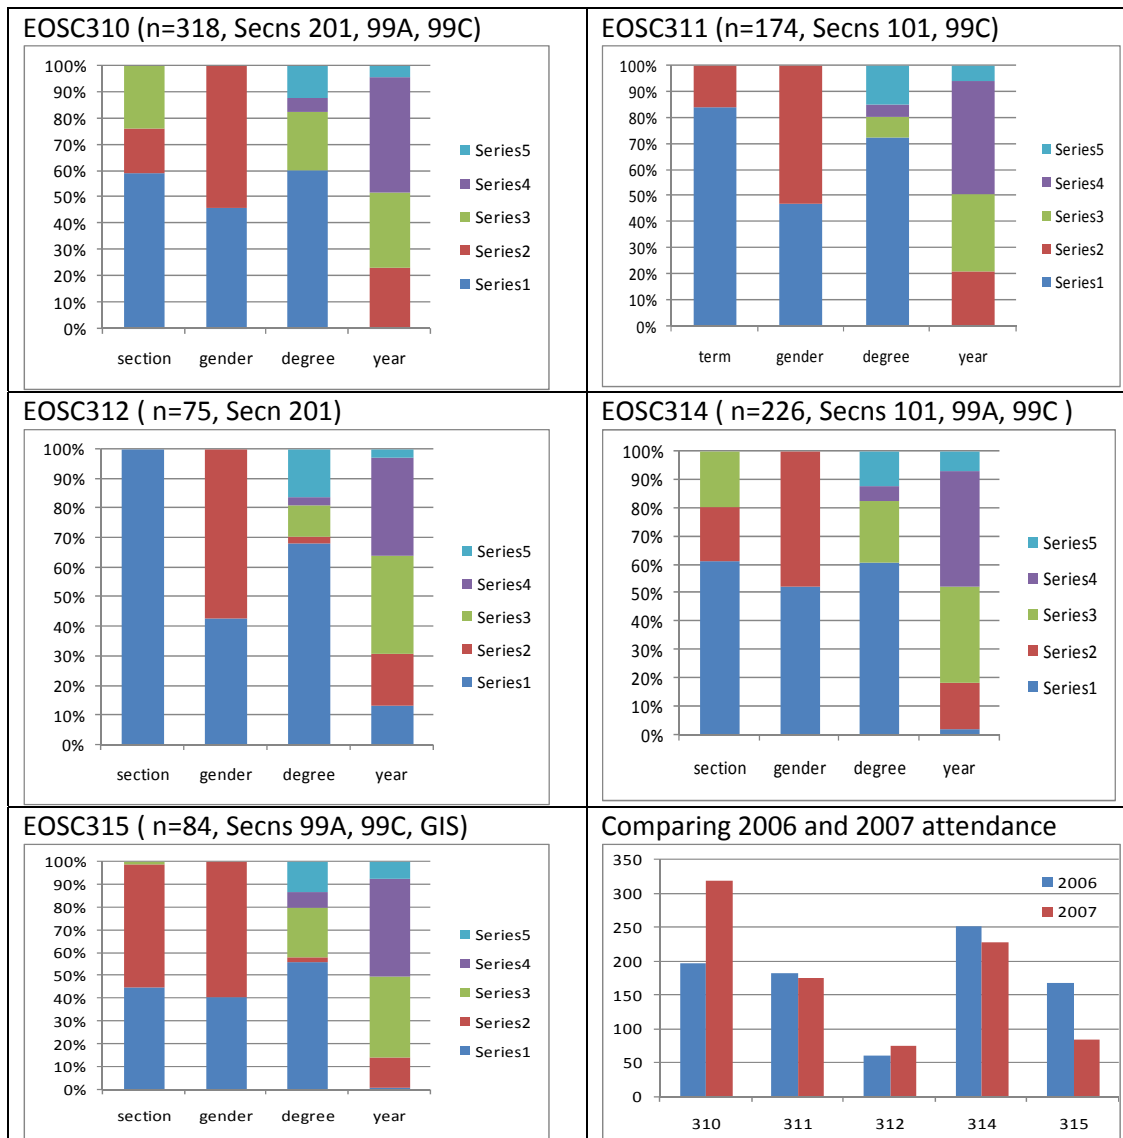 EOSC310 (n=318, Secns 201, 99A, 99C)
100%
90%
80%
70%
60%
50%
40%
30%
20%
10%
0%
section gender degree year
Series5
Series4
Series3
Series2
Series1
EOSC311 (n=174, Secns 101, 99C)
100%
90%
80%
70%
60%
50%
40%
30%
20%
10%
0%
term gender degree year
Series5
Series4
Series3
Series2
Series1
EOSC312 ( n=75, Secn 201)
100%
90%
80%
70%
60%
50%
40%
30%
20%
10%
0%
section gender degree year
Series5
Series4
Series3
Series2
Series1
EOSC314 ( n=226, Secns 101, 99A, 99C )
100%
90%
80%
70%
60%
50%
40%
30%
20%
10%
0%
section gender degree year
Series5
Series4
Series3
Series2
Series1
EOSC315 ( n=84, Secns 99A, 99C, GIS)
100%
90%
80%
70%
60%
50%
40%
30%
20%
10%
0%
section gender degree year
Series5
Series4
Series3
Series2
Series1
Comparing 2006 and 2007 attendance
350
300
250
200
150
100
50
0
310 311 312 314 315
2006
2007